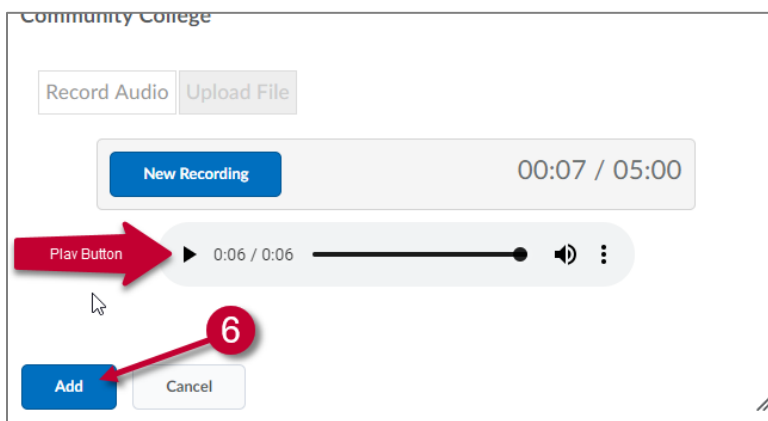 Community College
Record Audio Upload File
New Recording 00:07 / 05:00
Play Button 0:06 / 0:06
6
Add Cancel